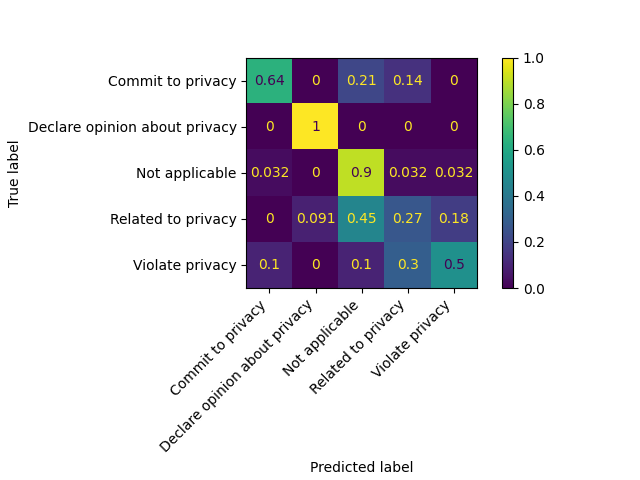 Commit to privacy 0.64 0 0.21 0.14 0
Declare opinion about privacy 0 1 0 0 0
Not applicable 0.032 0 0.9 0.032 0.032
Related to privacy 0 0.091 0.45 0.27 0.18
Violate privacy 0.1 0 0.1 0.3 0.5
True label
Commit to privacy
Declare opinion about privacy
Not applicable
Related to privacy
Violate privacy
Predicted label
1.0
0.8
0.6
0.4
0.2
0.0